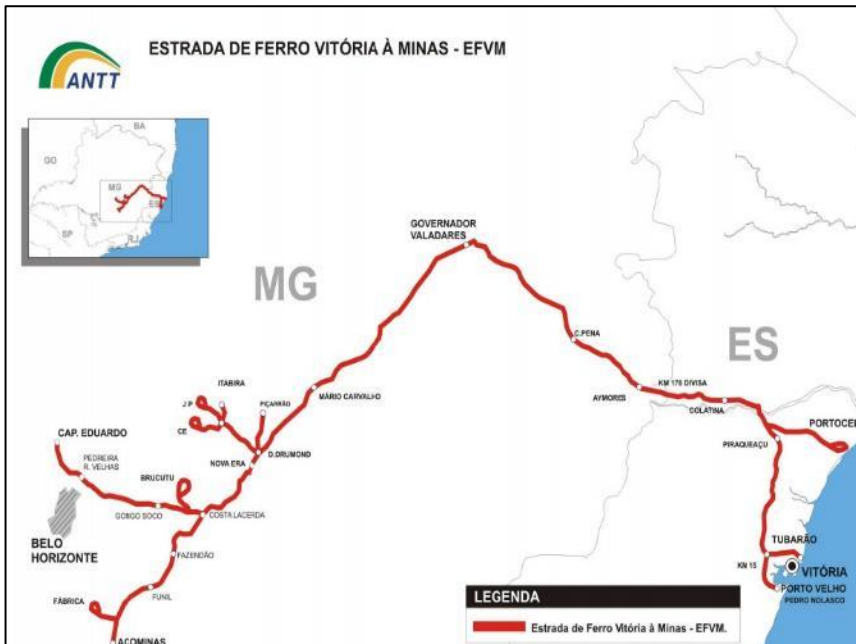 ANTT
ESTRADA DE FERRO VITÓRIA À MINAS - EFVM
BA
GO
MG
ES
SP
RJ
GOVERNADOR
VALADARES
MG
ES
C.PENA
ITABIRA
J P
PIÇARRÃO
MÁRIO CARVALHO
AYMORES
KM 176 DIVISA
COLATINA
CE
CAP. EDUARDO
PORTOCEL
PIRAQUEAÇU
D.DRUMOND
NOVA ERA
PEDREIRA
R. VELHAS
BRUCUTU
GONGO SOCO
COSTA LACERDA
BELO
HORIZONTE
TUBARÃO
FAZENDÃO
KM 15
VITÓRIA
PORTO VELHO
PEDRO NOLASCO
FUNIL
FÁBRICA
AÇOMINAS
LEGENDA
Estrada de Ferro Vitória à Minas - EFVM.